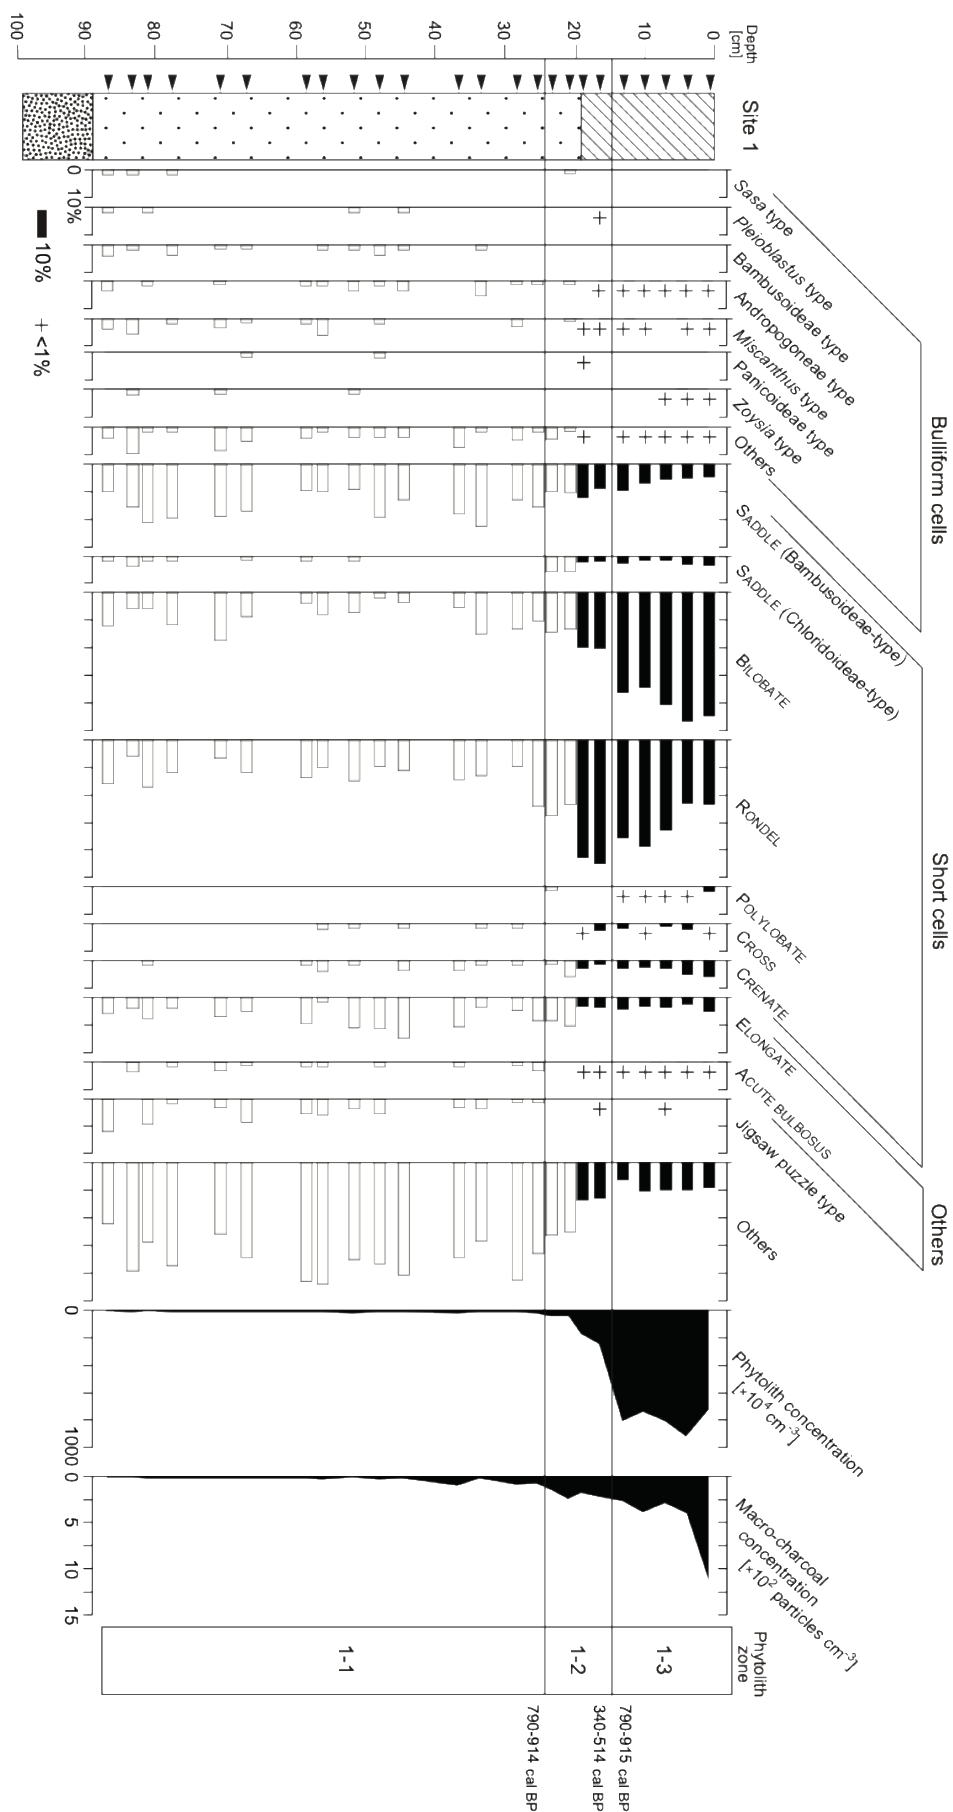 Depth
[cm]
0
10
20
30
40
50
60
70
80
90
100
Site 1
Bulliform cells
Sasa type
Pleioblastus type
Bambusoideae type
Andropogoneae type
Miscanthus type
Panicoideae type
Zoysia type
Others
Short cells
SADDLE (Bambusoideae-type)
SADDLE (Chloridoideae-type)
BILOBATE
RONDEL
POLYLOBATE
CROSS
CRENATE
Others
ELONGATE
ACUTE BULBOSUS
Jigsaw puzzle type
Others
Phytolith concentration
[×10⁴ cm⁻³]
Macro-charcoal
concentration
[×10² particles cm⁻³]
Phytolith
zone
1-3
1-2
1-1
790-915 cal BP
340-514 cal BP
790-914 cal BP
0 10%
0 1000
0 5 10 15
10% + <1%